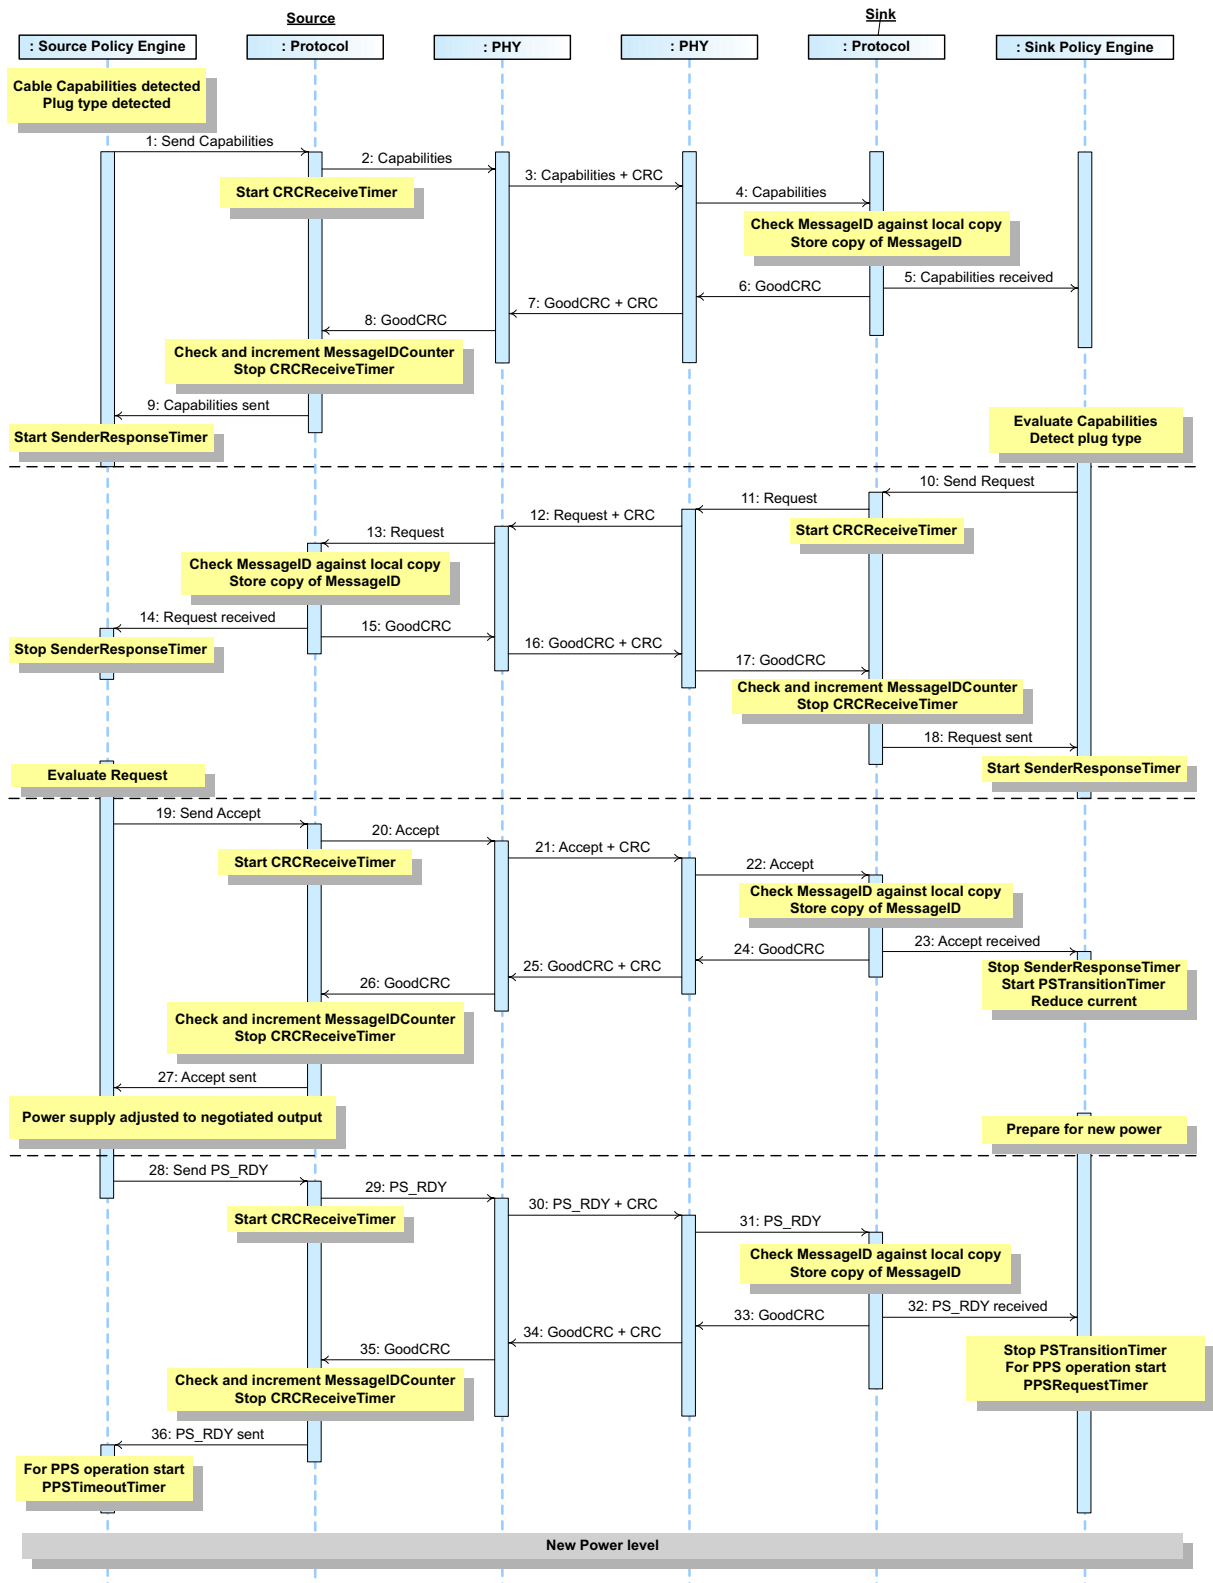 Source
Sink
: Source Policy Engine
: Protocol
: PHY
: PHY
: Protocol
: Sink Policy Engine
Cable Capabilities detected
Plug type detected
1: Send Capabilities
2: Capabilities
3: Capabilities + CRC
Start CRCReceiveTimer
4: Capabilities
Check MessageID against local copy
Store copy of MessageID
5: Capabilities received
6: GoodCRC
7: GoodCRC + CRC
8: GoodCRC
Check and increment MessageIDCounter
Stop CRCReceiveTimer
9: Capabilities sent
Start SenderResponseTimer
Evaluate Capabilities
Detect plug type
10: Send Request
11: Request
12: Request + CRC
Start CRCReceiveTimer
13: Request
Check MessageID against local copy
Store copy of MessageID
14: Request received
15: GoodCRC
Stop SenderResponseTimer
16: GoodCRC + CRC
17: GoodCRC
Check and increment MessageIDCounter
Stop CRCReceiveTimer
18: Request sent
Start SenderResponseTimer
Evaluate Request
19: Send Accept
20: Accept
21: Accept + CRC
Start CRCReceiveTimer
22: Accept
Check MessageID against local copy
Store copy of MessageID
23: Accept received
24: GoodCRC
25: GoodCRC + CRC
Stop SenderResponseTimer
Start PSTransitionTimer
Reduce current
26: GoodCRC
Check and increment MessageIDCounter
Stop CRCReceiveTimer
27: Accept sent
Power supply adjusted to negotiated output
Prepare for new power
28: Send PS_RDY
29: PS_RDY
30: PS_RDY + CRC
Start CRCReceiveTimer
31: PS_RDY
Check MessageID against local copy
Store copy of MessageID
32: PS_RDY received
33: GoodCRC
34: GoodCRC + CRC
35: GoodCRC
Stop PSTransitionTimer
For PPS operation start
PPSRequestTimer
Check and increment MessageIDCounter
Stop CRCReceiveTimer
36: PS_RDY sent
For PPS operation start
PPSTimeoutTimer
New Power level